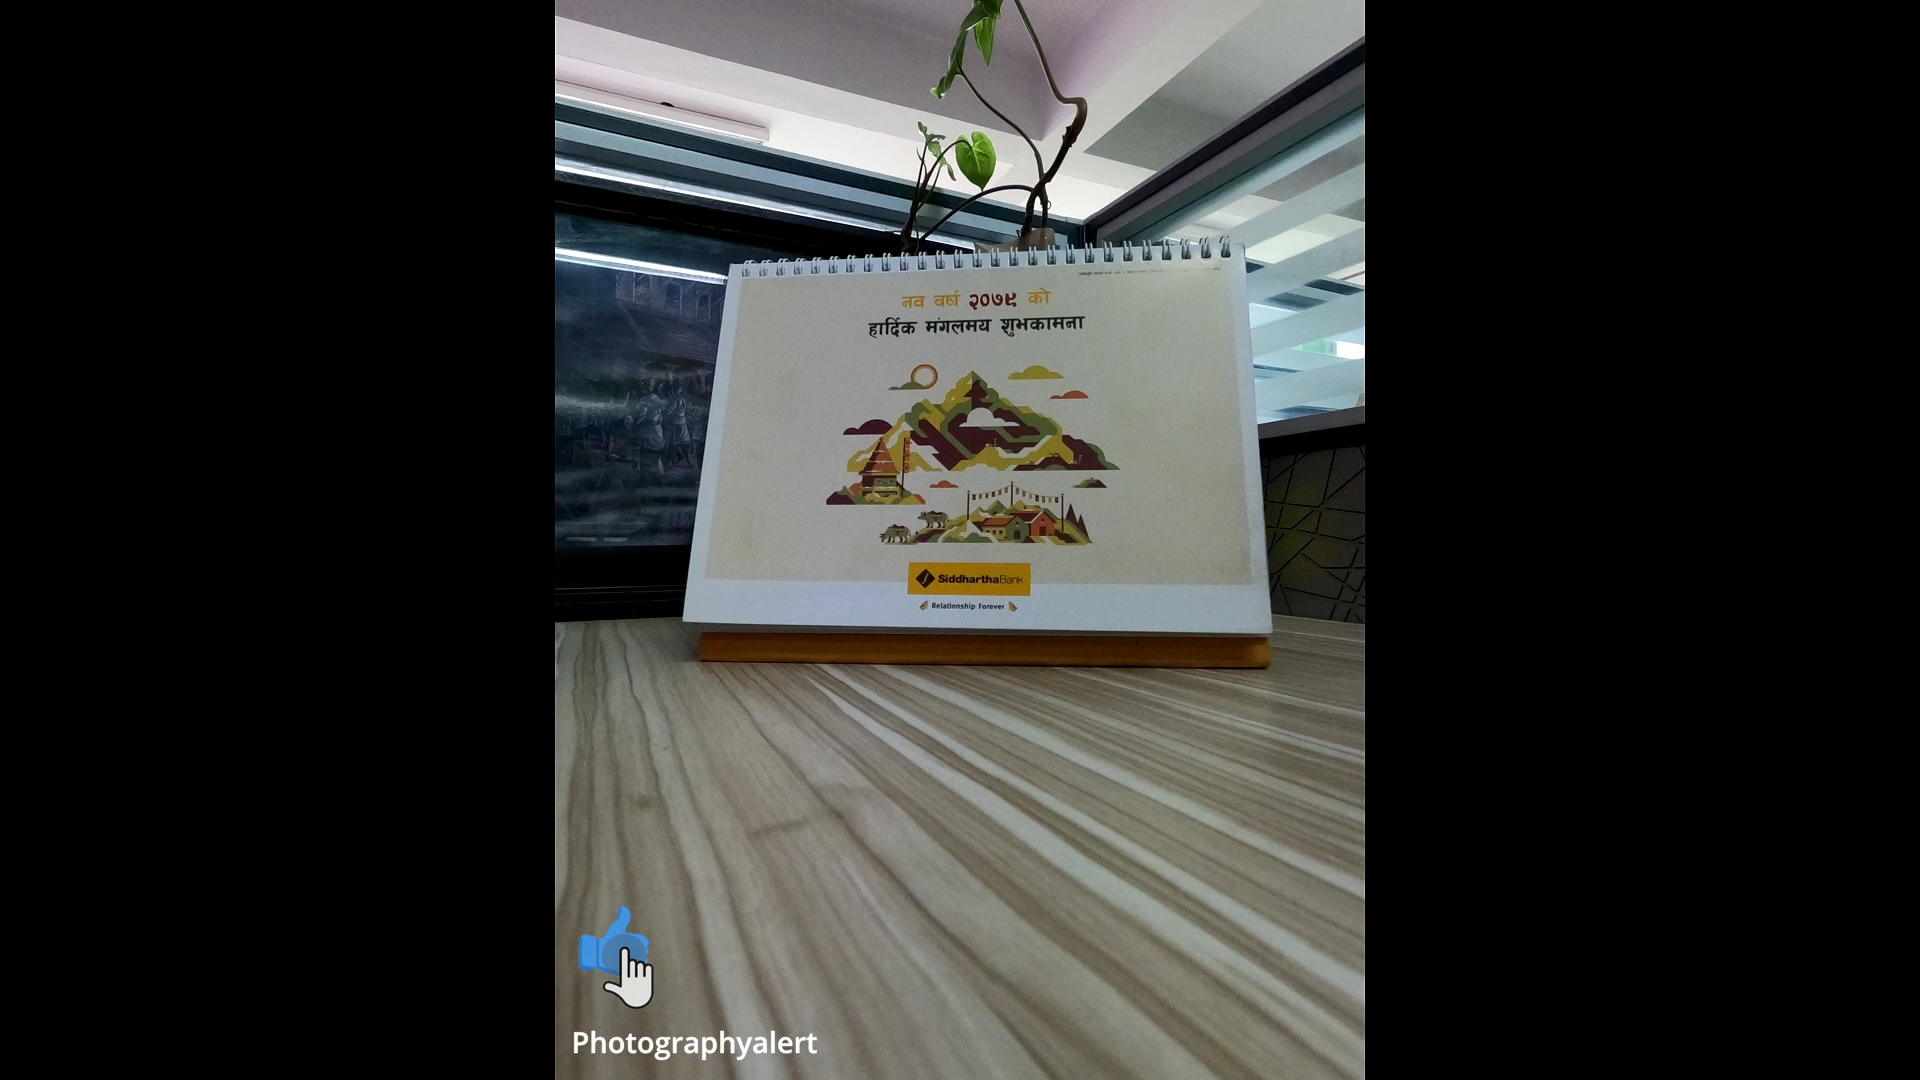 नव वर्ष २०७९ को
हार्दिक मंगलमय शुभकामना
SiddharthaBank
Relationship Forever
Photographyalert